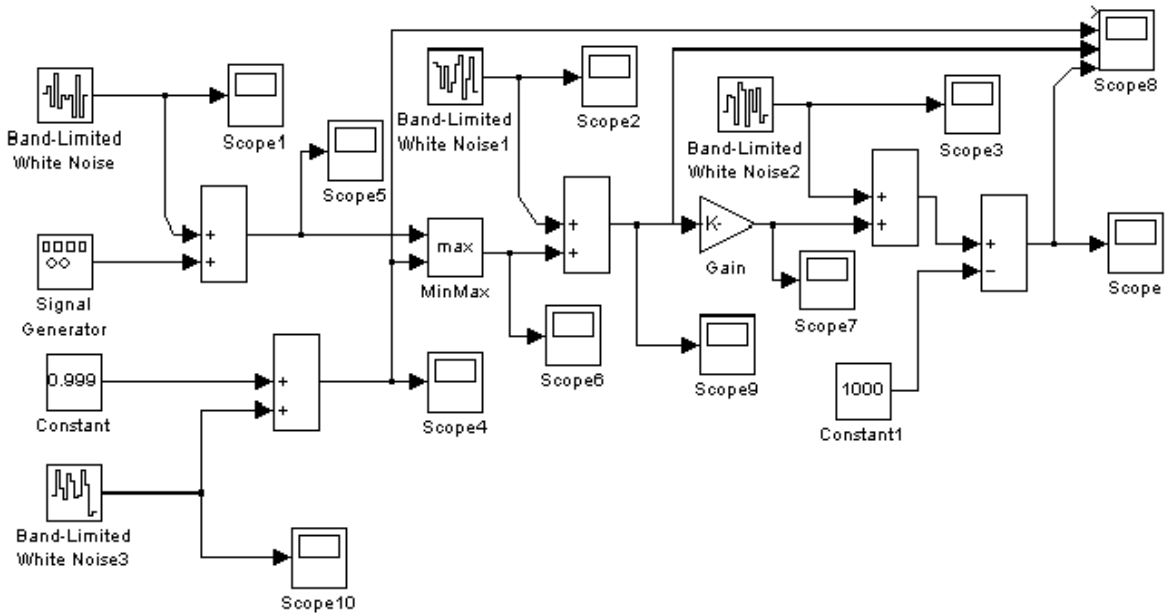 Scope8
Band-Limited
White Noise
Scope1
Band-Limited
White Noise1
Scope2
Band-Limited
White Noise2
Scope3
Scope5
+
+
Signal
Generator
max
MinMax
+
+
K-
Gain
+
+
+
−
Scope
Scope7
Scope6
Scope9
0.999
Constant
+
+
Scope4
1000
Constant1
Band-Limited
White Noise3
Scope10